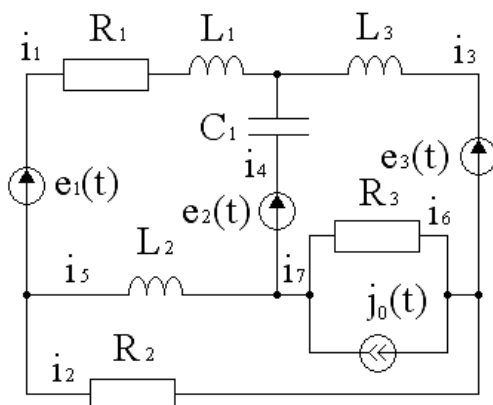 i₁ R₁ L₁ L₃ i₃
C₁
i₄ e₃(t)
e₁(t) e₂(t) R₃ i₆
i₅ L₂ i₇
j₀(t)
i₂ R₂